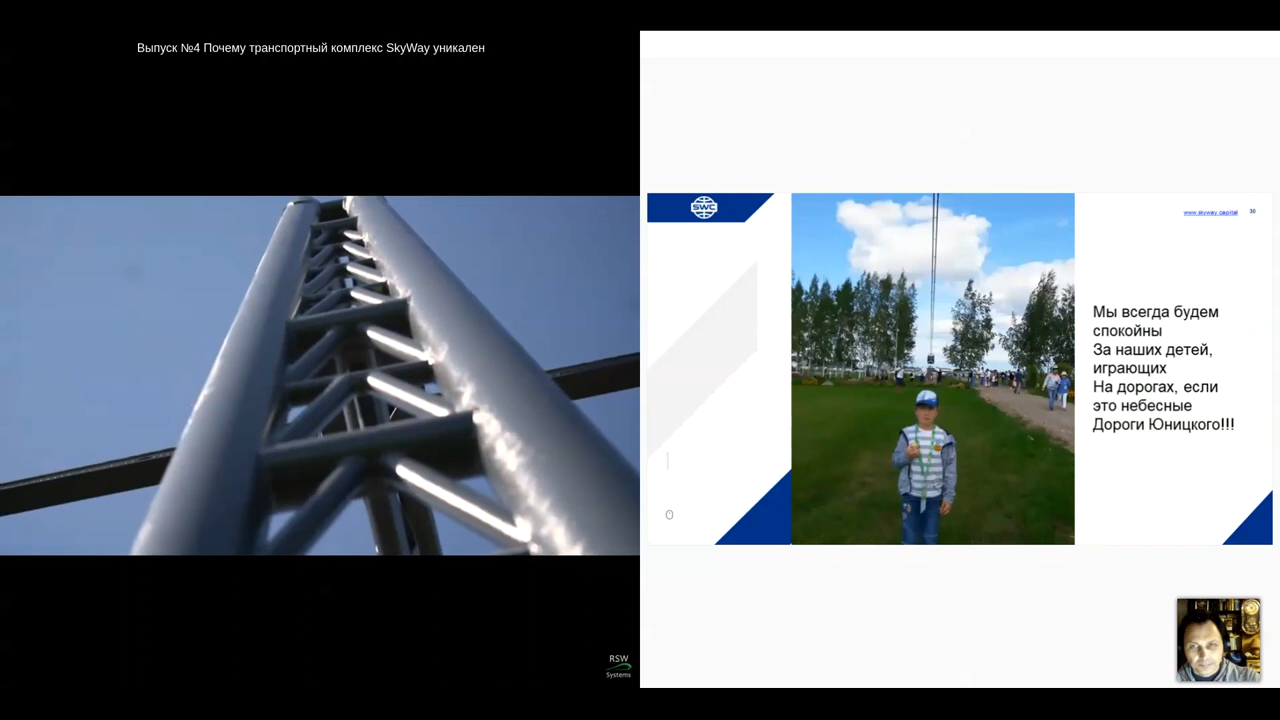 Выпуск №4 Почему транспортный комплекс SkyWay уникален
RSW
Systems
SWC
www.skyway.capital
30
Мы всегда будем
спокойны
За наших детей,
играющих
На дорогах, если
это небесные
Дороги Юницкого!!!